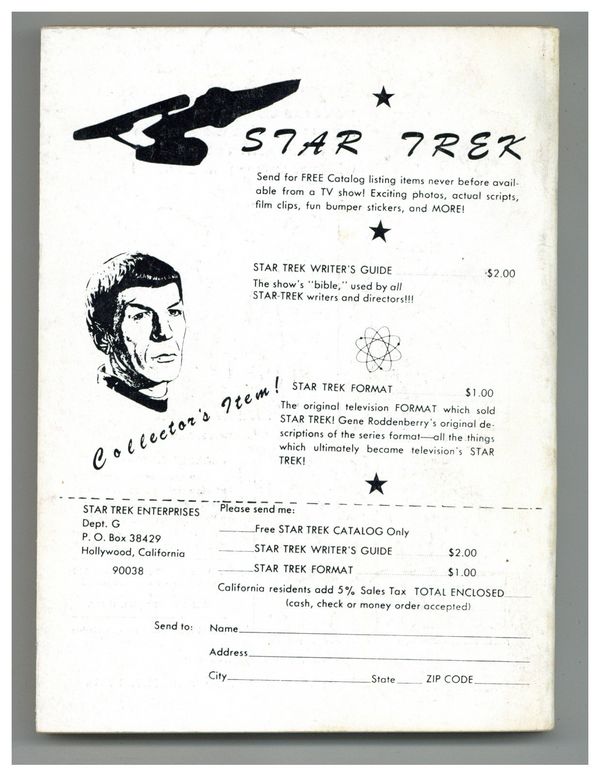 STAR TREK
Send for FREE Catalog listing items never before avail-
able from a TV show! Exciting photos, actual scripts,
film clips, fun bumper stickers, and MORE!
STAR TREK WRITER'S GUIDE $2.00
The show's "bible," used by all
STAR-TREK writers and directors!!!
Collector's Item!
STAR TREK FORMAT $1.00
The original television FORMAT which sold
STAR TREK! Gene Roddenberry's original de-
scriptions of the series format—all the things
which ultimately became television's STAR
TREK!
STAR TREK ENTERPRISES
Dept. G
P. O. Box 38429
Hollywood, California
90038
Please send me:
Free STAR TREK CATALOG Only
STAR TREK WRITER'S GUIDE $2.00
STAR TREK FORMAT $1.00
California residents add 5% Sales Tax TOTAL ENCLOSED
(cash, check or money order accepted)
Send to: Name
Address
City State ZIP CODE